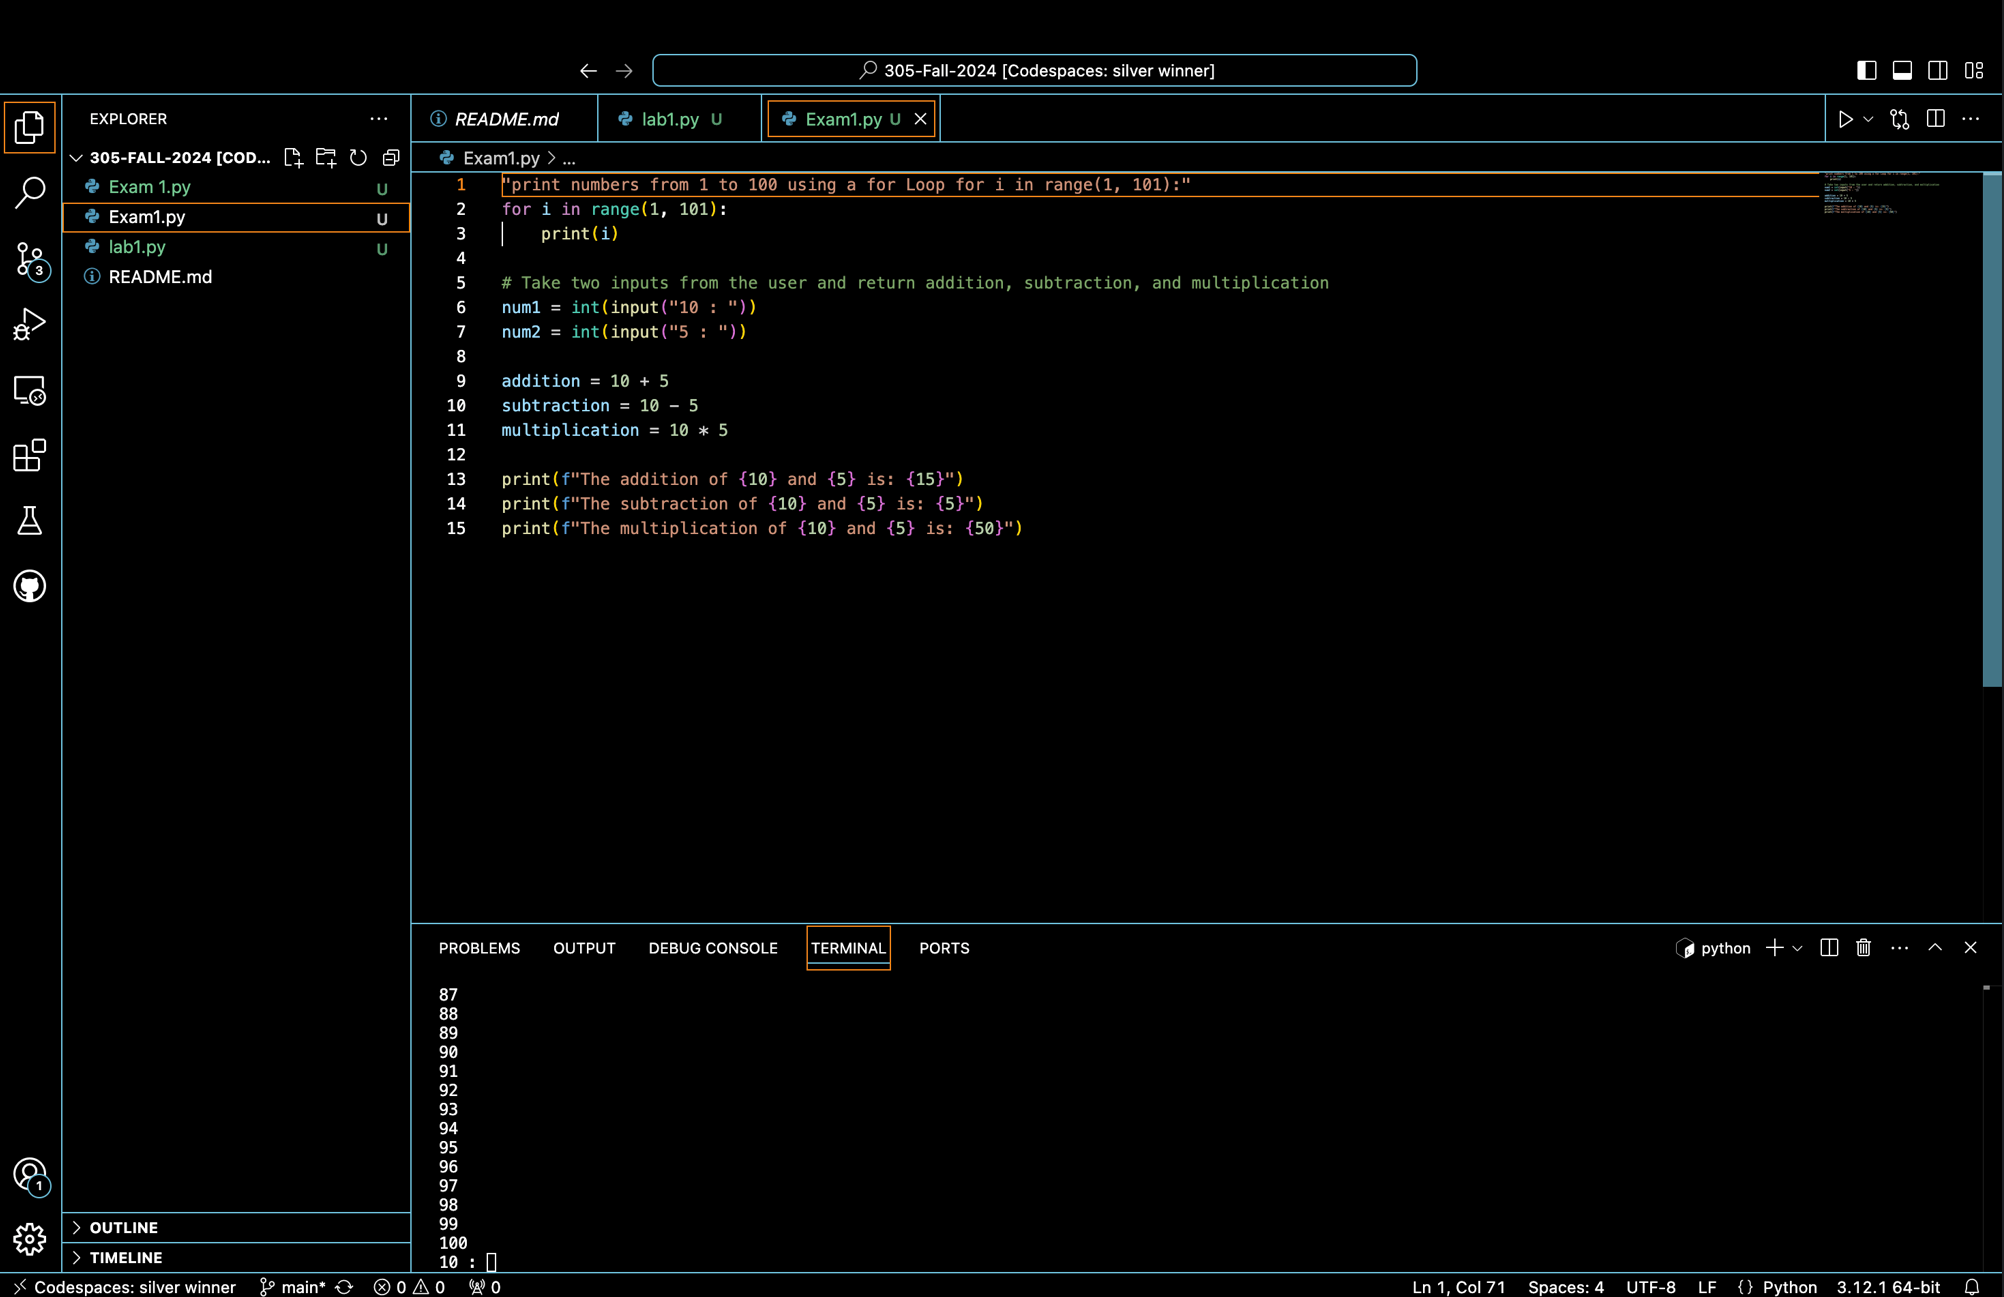 305-Fall-2024 [Codespaces: silver winner]
EXPLORER
305-FALL-2024 [COD...
Exam 1.py U
Exam1.py U
lab1.py U
README.md
OUTLINE
TIMELINE
3
1
README.md
lab1.py U
Exam1.py U
Exam1.py > ...
1 "print numbers from 1 to 100 using a for Loop for i in range(1, 101):"
2 for i in range(1, 101):
3     print(i)
4
5 # Take two inputs from the user and return addition, subtraction, and multiplication
6 num1 = int(input("10 : "))
7 num2 = int(input("5 : "))
8
9 addition = 10 + 5
10 subtraction = 10 - 5
11 multiplication = 10 * 5
12
13 print(f"The addition of {10} and {5} is: {15}")
14 print(f"The subtraction of {10} and {5} is: {5}")
15 print(f"The multiplication of {10} and {5} is: {50}")
PROBLEMS OUTPUT DEBUG CONSOLE TERMINAL PORTS
python
87
88
89
90
91
92
93
94
95
96
97
98
99
100
10 :
Codespaces: silver winner main* 0 0 0
Ln 1, Col 71 Spaces: 4 UTF-8 LF {} Python 3.12.1 64-bit